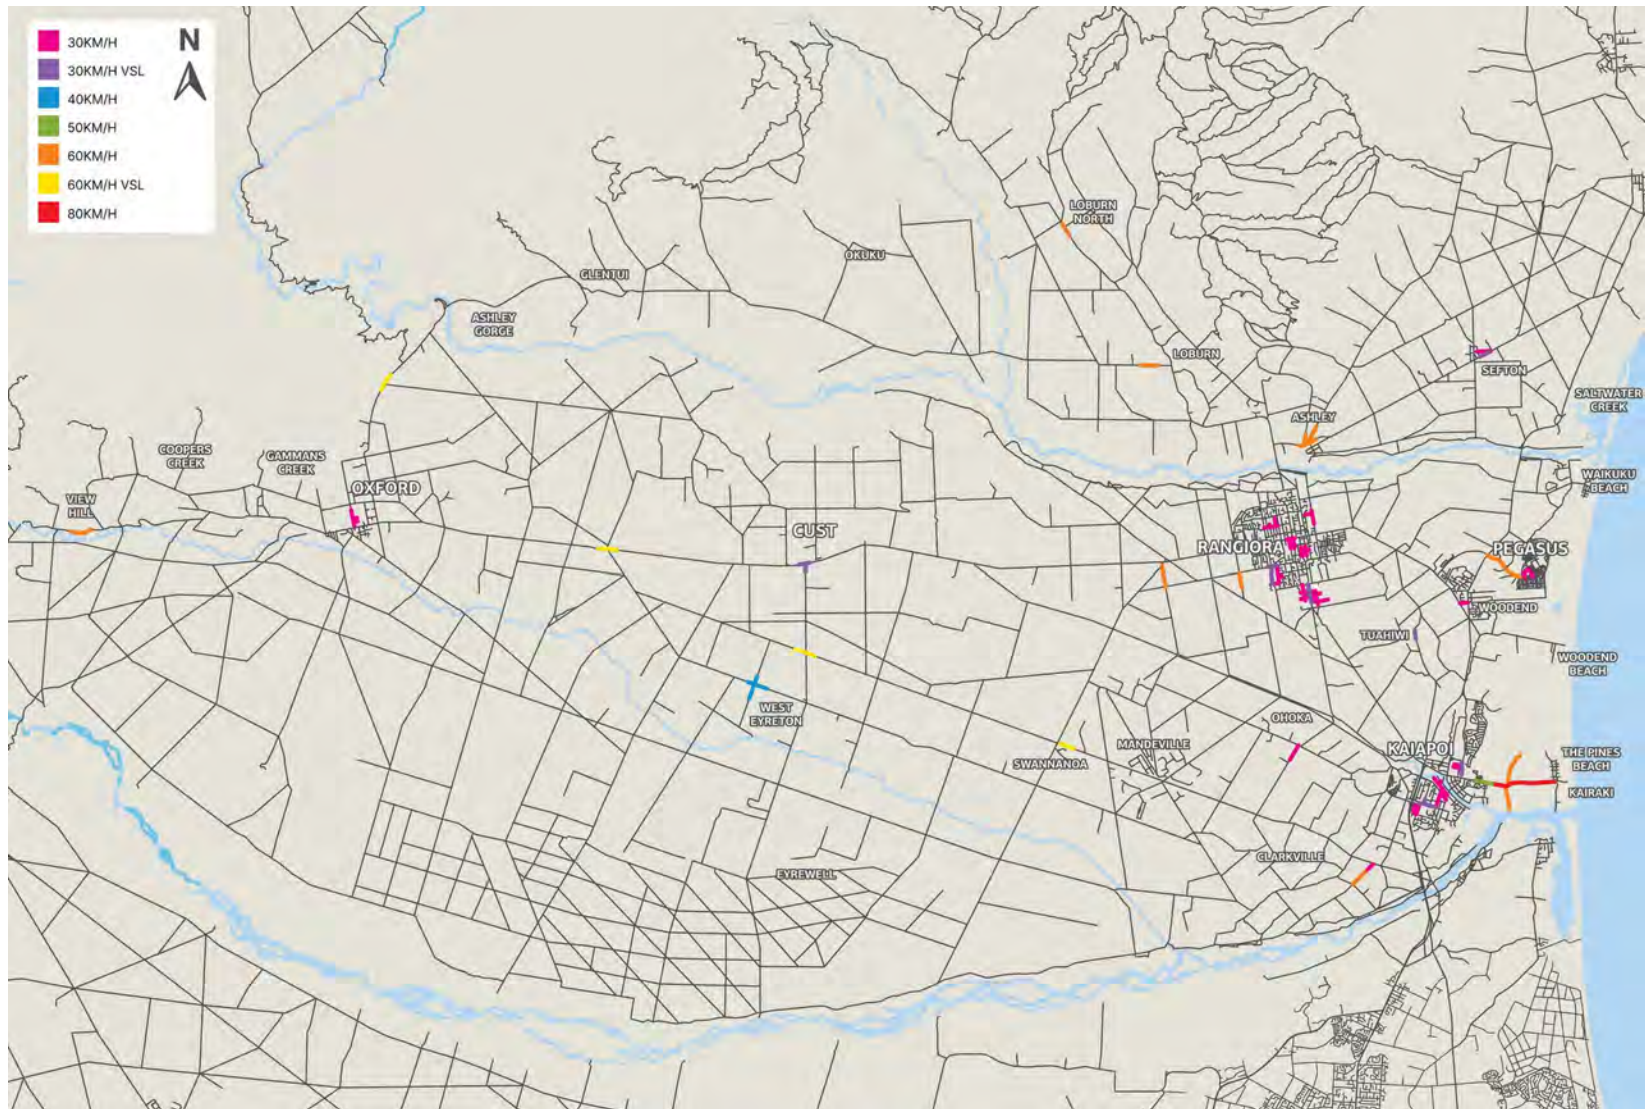 30KM/H
N
30KM/H VSL
40KM/H
50KM/H
60KM/H
60KM/H VSL
80KM/H
LOBURN
NORTH
OKUKU
GLENTUI
ASHLEY
GORGE
LOBURN
SEFTON
SALTWATER
CREEK
ASHLEY
COOPERS
CREEK
GAMMANS
CREEK
OXFORD
WAIKUKU
BEACH
VIEW
HILL
CUST
RANGIORA
PEGASUS
WOODEND
TUAHIWI
WOODEND
BEACH
WEST
EYRETON
OHOKA
MANDEVILLE
SWANNANOA
KAIAPOI
THE PINES
BEACH
KAIRAKI
CLARKVILLE
EYREWELL